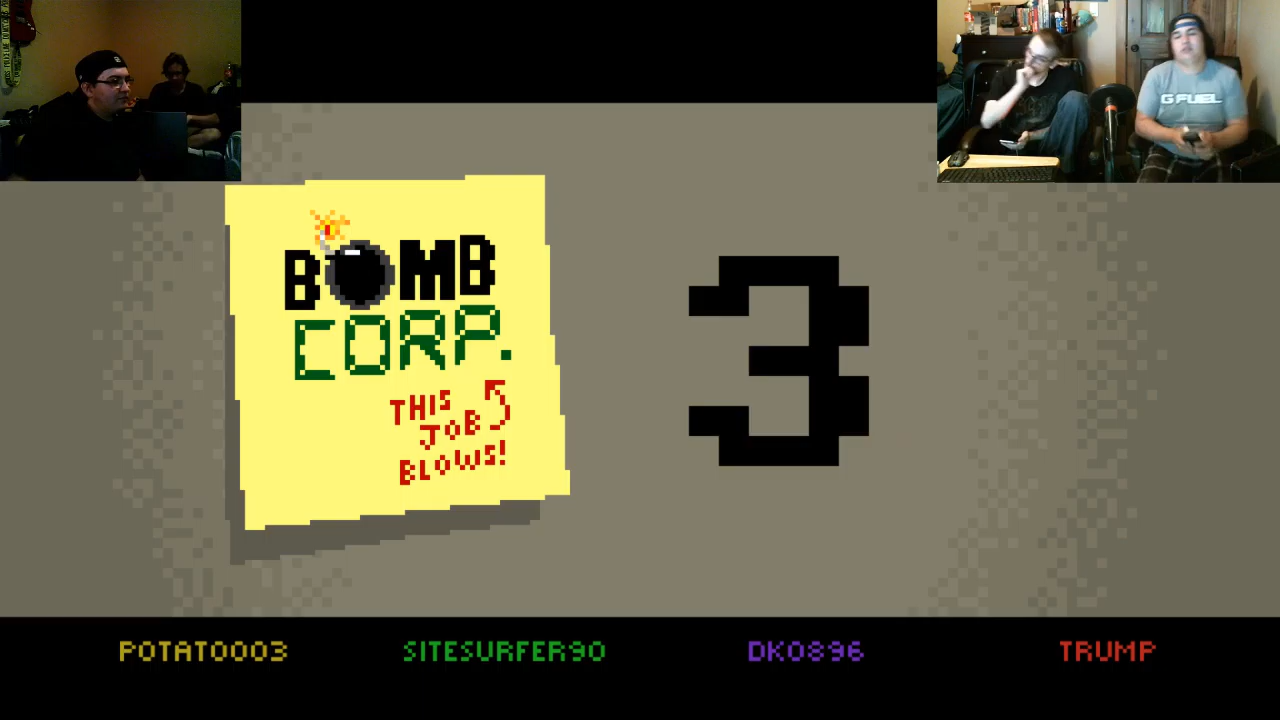 G FUEL
BOMB
CORP.
THIS
JOB
BLOWS!
3
POTATO003
SITESURFER90
DK0896
TRUMP